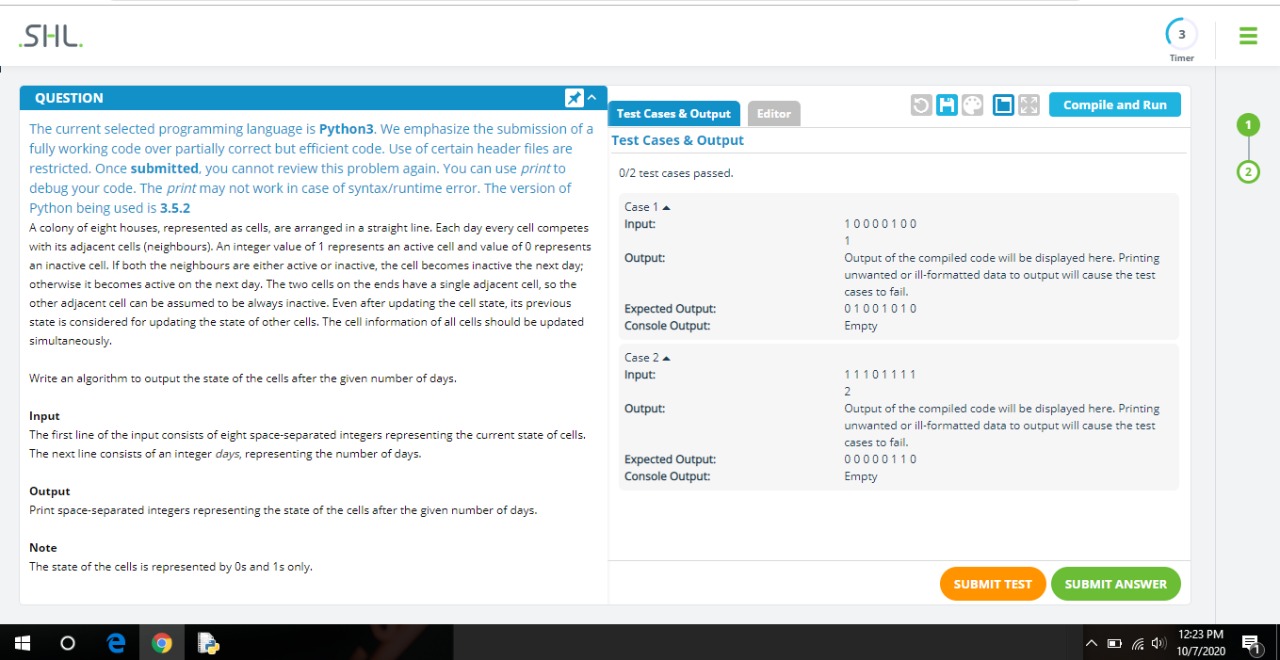 .SHL.
3
Timer
QUESTION
The current selected programming language is Python3. We emphasize the submission of a
fully working code over partially correct but efficient code. Use of certain header files are
restricted. Once submitted, you cannot review this problem again. You can use print to
debug your code. The print may not work in case of syntax/runtime error. The version of
Python being used is 3.5.2
A colony of eight houses, represented as cells, are arranged in a straight line. Each day every cell competes
with its adjacent cells (neighbours). An integer value of 1 represents an active cell and value of 0 represents
an inactive cell. If both the neighbours are either active or inactive, the cell becomes inactive the next day;
otherwise it becomes active on the next day. The two cells on the ends have a single adjacent cell, so the
other adjacent cell can be assumed to be always inactive. Even after updating the cell state, its previous
state is considered for updating the state of other cells. The cell information of all cells should be updated
simultaneously.
Write an algorithm to output the state of the cells after the given number of days.
Input
The first line of the input consists of eight space-separated integers representing the current state of cells.
The next line consists of an integer days, representing the number of days.
Output
Print space-separated integers representing the state of the cells after the given number of days.
Note
The state of the cells is represented by 0s and 1s only.
Test Cases & Output
Editor
Compile and Run
Test Cases & Output
0/2 test cases passed.
Case 1
Input: 1 0 0 0 0 1 0 0
1
Output: Output of the compiled code will be displayed here. Printing
unwanted or ill-formatted data to output will cause the test
cases to fail.
Expected Output: 0 1 0 0 1 0 1 0
Console Output: Empty
Case 2
Input: 1 1 1 0 1 1 1 1
2
Output: Output of the compiled code will be displayed here. Printing
unwanted or ill-formatted data to output will cause the test
cases to fail.
Expected Output: 0 0 0 0 0 1 1 0
Console Output: Empty
SUBMIT TEST
SUBMIT ANSWER
1
2
12:23 PM
10/7/2020
1